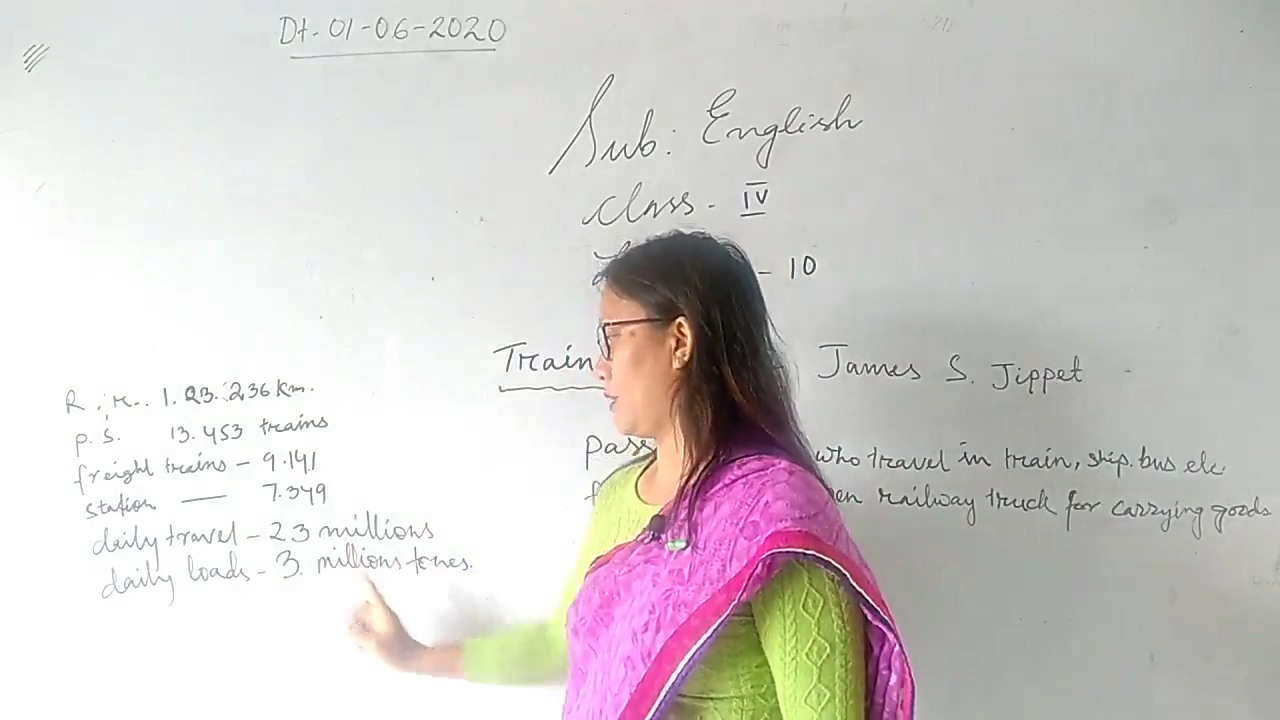 Dt. 01-06-2020
Sub: English
Class - IV
- 10
Train
James S. Jippet
R. r.. 1. 23. 236 km.
p. s. 13. 453 trains
freight trains - 9.141
station — 7.349
daily travel - 23 millions
daily loads - 3. millions tones.
pass who travel in train, ship. bus etc.
en railway truck for carrying goods